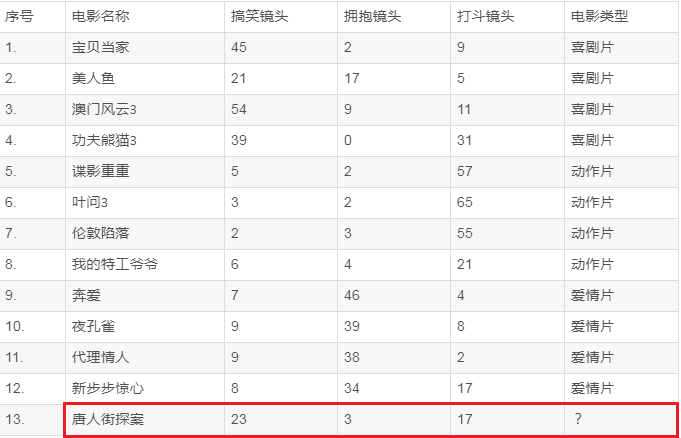 序号 电影名称 搞笑镜头 拥抱镜头 打斗镜头 电影类型
1. 宝贝当家 45 2 9 喜剧片
2. 美人鱼 21 17 5 喜剧片
3. 澳门风云3 54 9 11 喜剧片
4. 功夫熊猫3 39 0 31 喜剧片
5. 谍影重重 5 2 57 动作片
6. 叶问3 3 2 65 动作片
7. 伦敦陷落 2 3 55 动作片
8. 我的特工爷爷 6 4 21 动作片
9. 奔爱 7 46 4 爱情片
10. 夜孔雀 9 39 8 爱情片
11. 代理情人 9 38 2 爱情片
12. 新步步惊心 8 34 17 爱情片
13. 唐人街探案 23 3 17 ？